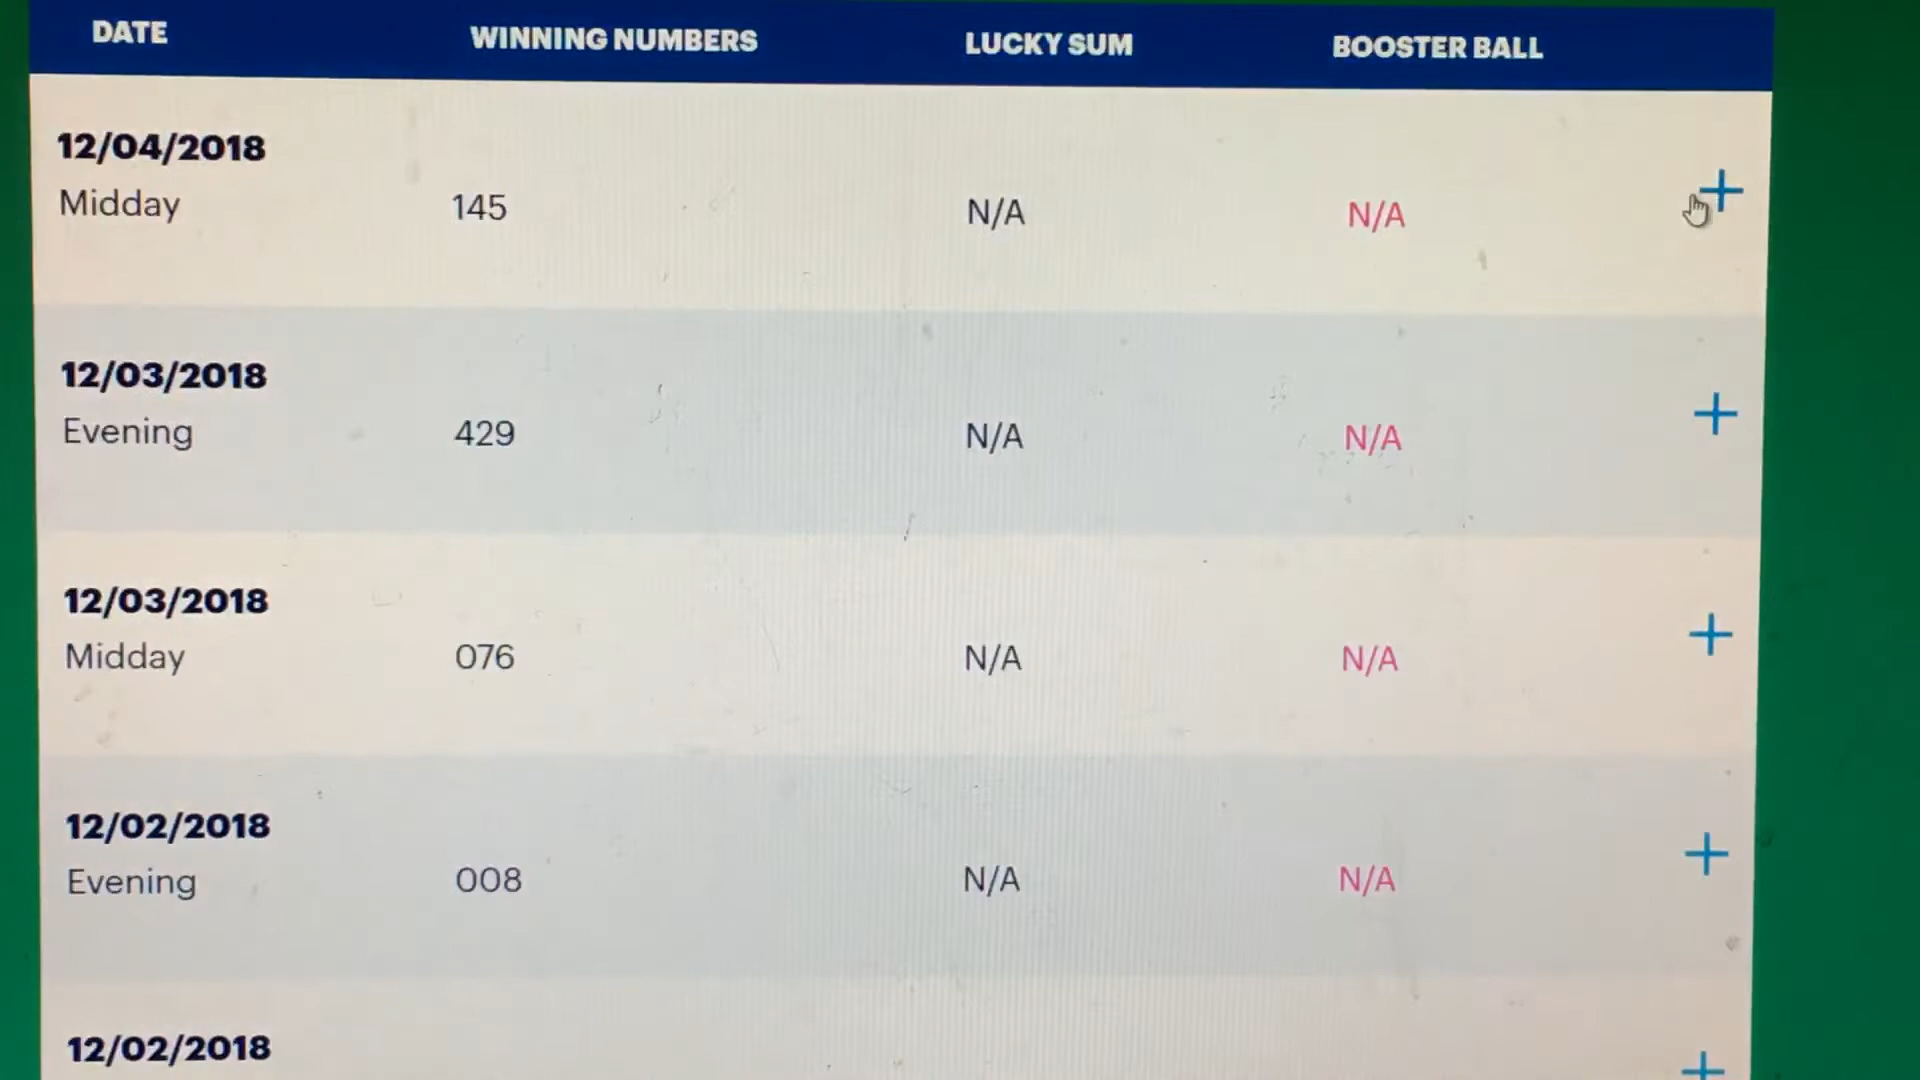 DATE WINNING NUMBERS LUCKY SUM BOOSTER BALL
12/04/2018
Midday 145 N/A N/A
12/03/2018
Evening 429 N/A N/A
12/03/2018
Midday 076 N/A N/A
12/02/2018
Evening 008 N/A N/A
12/02/2018